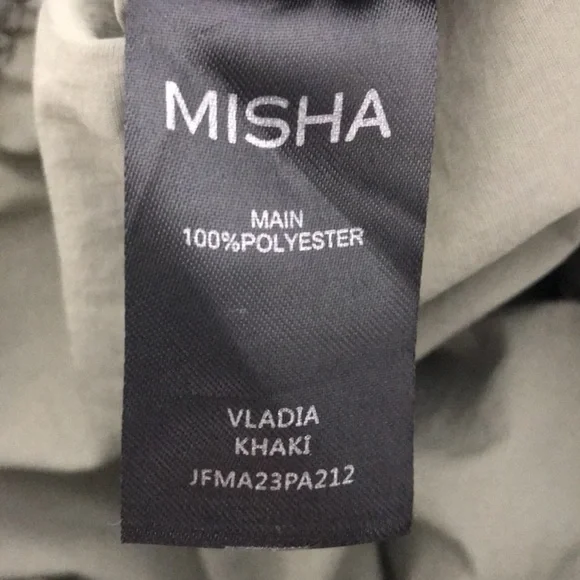 MISHA
MAIN
100%POLYESTER
VLADIA
KHAKI
JFMA23PA212